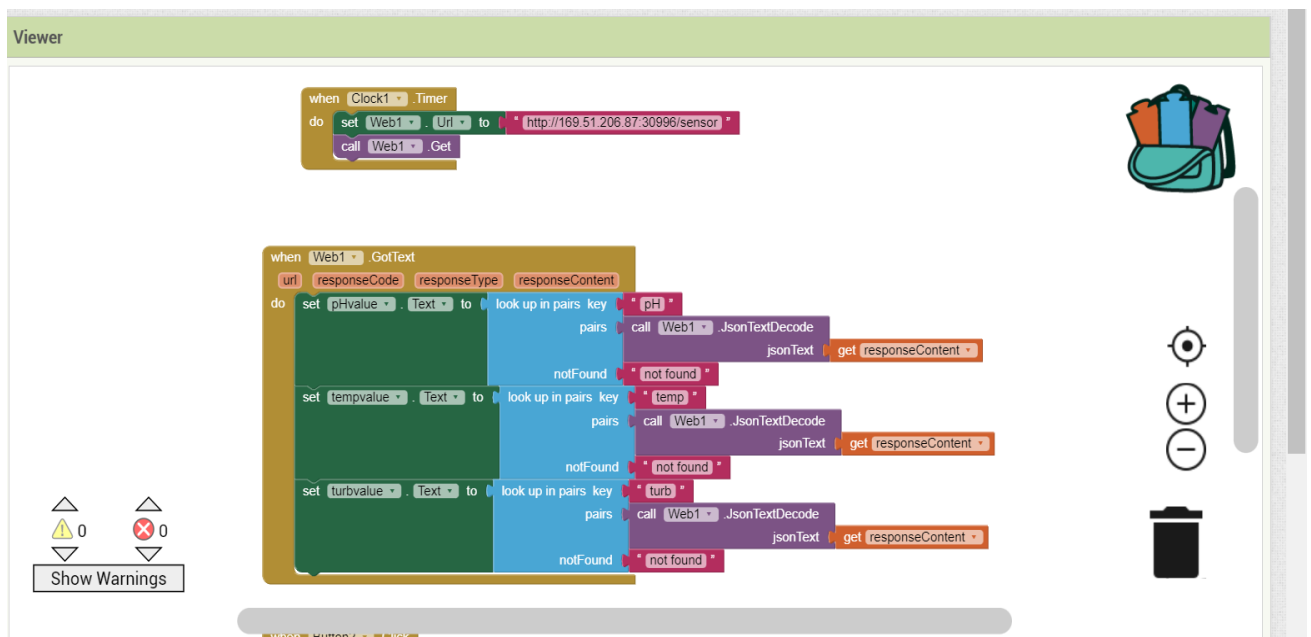 Viewer
when Clock1 .Timer
do set Web1 . Url to " http://169.51.206.87:30996/sensor "
call Web1 .Get
when Web1 .GotText
url responseCode responseType responseContent
do set pHvalue . Text to look up in pairs key " pH "
pairs call Web1 .JsonTextDecode
jsonText get responseContent
notFound " not found "
set tempvalue . Text to look up in pairs key " temp "
pairs call Web1 .JsonTextDecode
jsonText get responseContent
notFound " not found "
set turbvalue . Text to look up in pairs key " turb "
pairs call Web1 .JsonTextDecode
jsonText get responseContent
notFound " not found "
0 0
Show Warnings